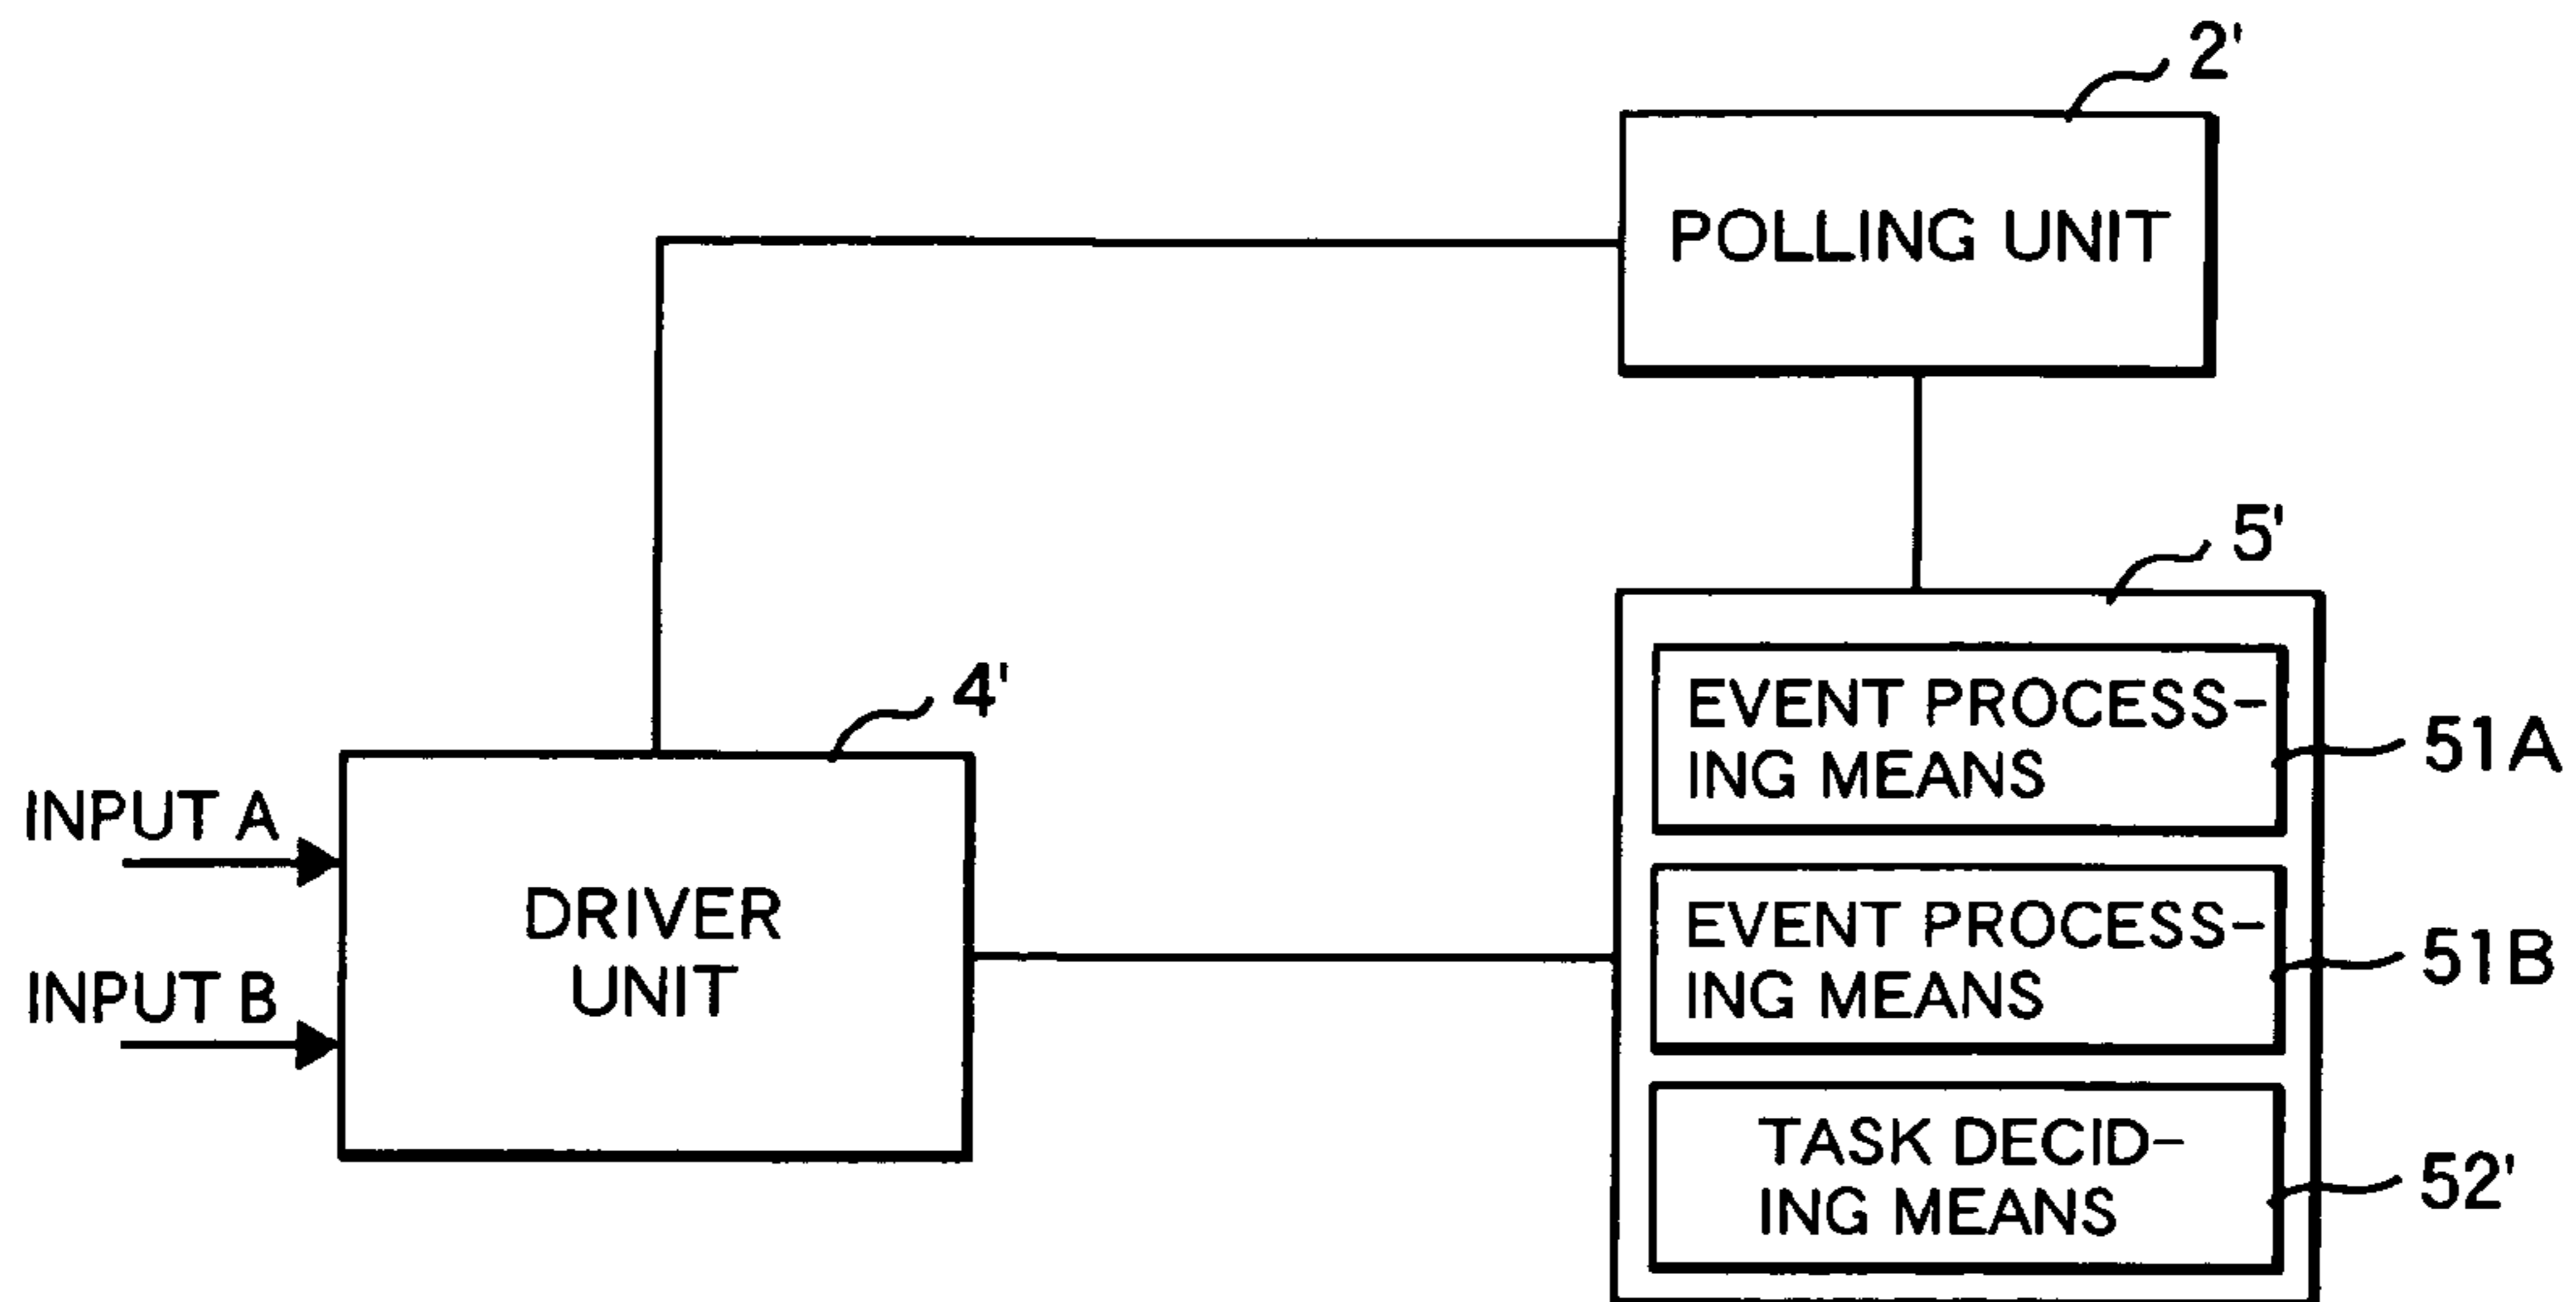 2'
POLLING UNIT
5'
4'
EVENT PROCESS-
ING MEANS
51A
INPUT A
DRIVER
UNIT
EVENT PROCESS-
ING MEANS
51B
INPUT B
TASK DECID-
ING MEANS
52'